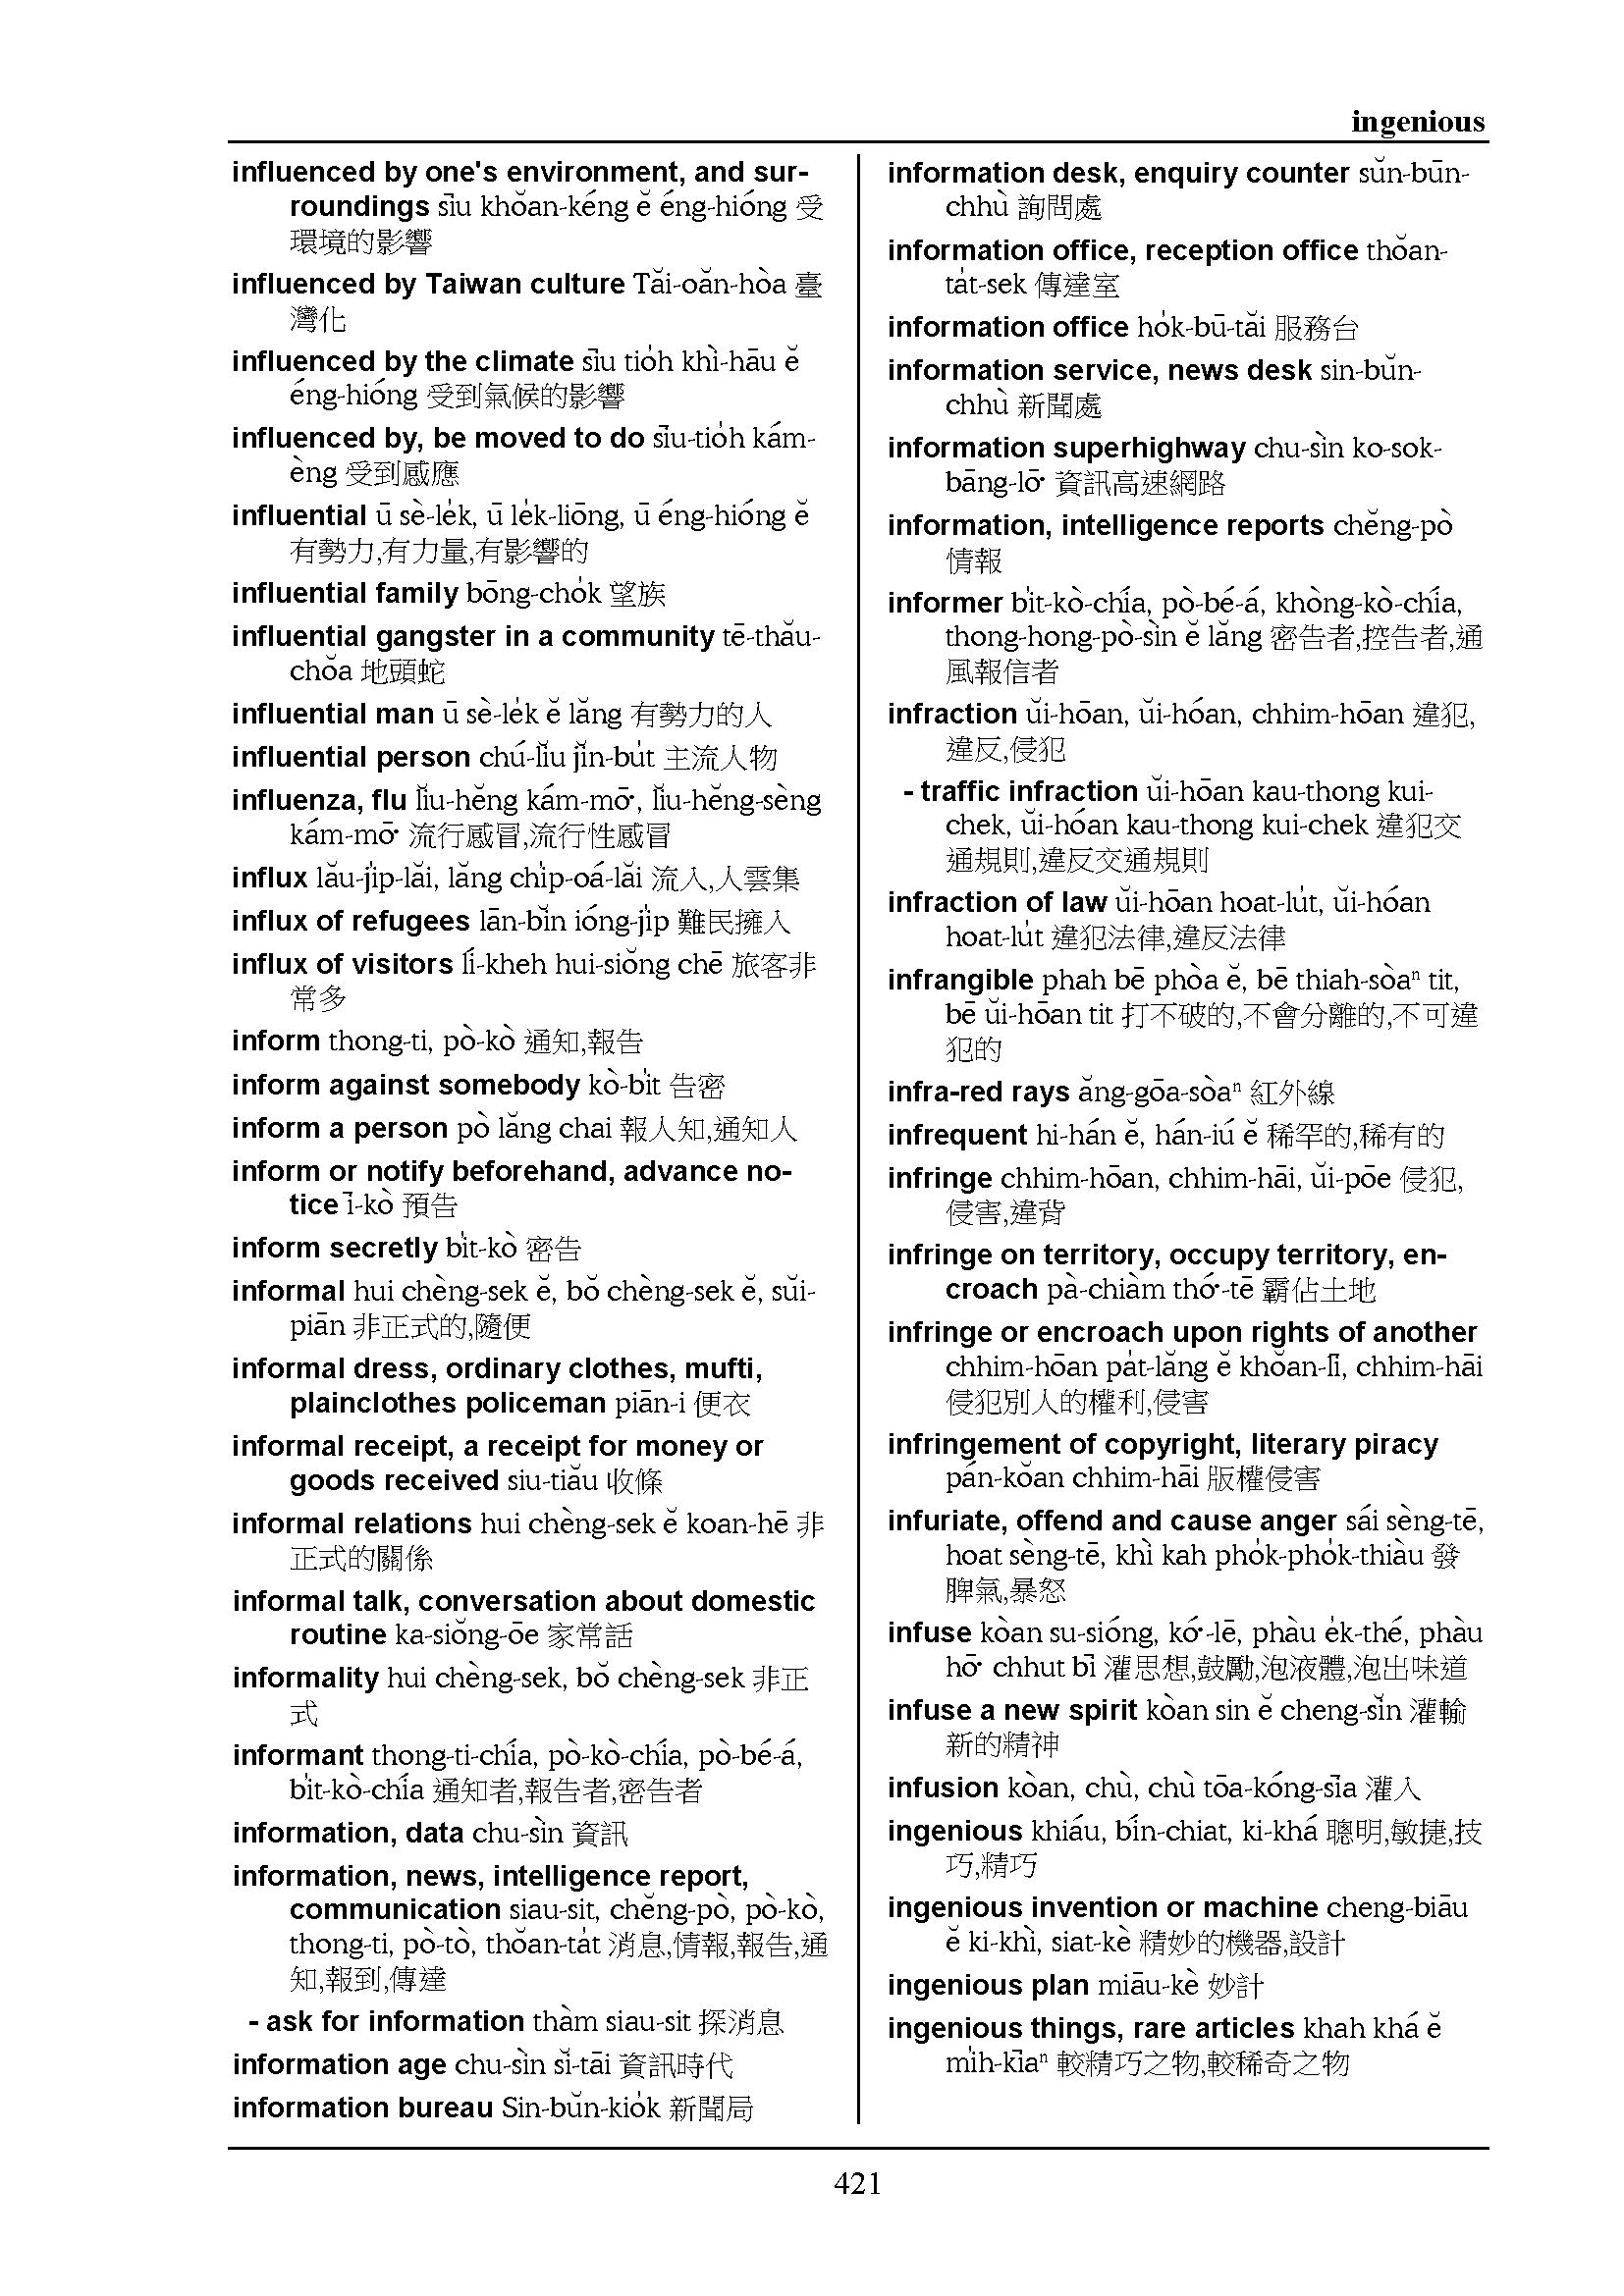 ingenious
influenced by one's environment, and sur-
roundings sīu khŏan-kéng ĕ éng-hióng 受
環境的影響
influenced by Taiwan culture Tăi-oăn-hòa 臺
灣化
influenced by the climate sīu tio̍h khì-hāu ĕ
éng-hióng 受到氣候的影響
influenced by, be moved to do sīu-tio̍h kám-
èng 受到感應
influential ū sè-le̍k, ū le̍k-liōng, ū éng-hióng ĕ
有勢力,有力量,有影響的
influential family bōng-cho̍k 望族
influential gangster in a community tē-thău-
chŏa 地頭蛇
influential man ū sè-le̍k ĕ lăng 有勢力的人
influential person chú-lĭu jĭn-bu̍t 主流人物
influenza, flu lĭu-hĕng kám-mō͘, lĭu-hĕng-sèng
kám-mō͘ 流行感冒,流行性感冒
influx lău-ji̍p-lăi, lăng chi̍p-oá-lăi 流入,人雲集
influx of refugees lān-bĭn ióng-ji̍p 難民擁入
influx of visitors lí-kheh hui-siŏng chē 旅客非
常多
inform thong-ti, pò-kò 通知,報告
inform against somebody kò-bi̍t 告密
inform a person pò lăng chai 報人知,通知人
inform or notify beforehand, advance no-
tice ī-kò 預告
inform secretly bi̍t-kò 密告
informal hui chèng-sek ĕ, bŏ chèng-sek ĕ, sŭi-
piān 非正式的,隨便
informal dress, ordinary clothes, mufti,
plainclothes policeman piān-i 便衣
informal receipt, a receipt for money or
goods received siu-tiău 收條
informal relations hui chèng-sek ĕ koan-hē 非
正式的關係
informal talk, conversation about domestic
routine ka-siŏng-ōe 家常話
informality hui chèng-sek, bŏ chèng-sek 非正
式
informant thong-ti-chía, pò-kò-chía, pò-bé-á,
bi̍t-kò-chía 通知者,報告者,密告者
information, data chu-sìn 資訊
information, news, intelligence report,
communication siau-sit, chĕng-pò, pò-kò,
thong-ti, pò-tò, thŏan-ta̍t 消息,情報,報告,通
知,報到,傳達
- ask for information thàm siau-sit 探消息
information age chu-sìn sĭ-tāi 資訊時代
information bureau Sin-bŭn-kio̍k 新聞局
information desk, enquiry counter sŭn-būn-
chhù 詢問處
information office, reception office thŏan-
ta̍t-sek 傳達室
information office ho̍k-bū-tăi 服務台
information service, news desk sin-bŭn-
chhù 新聞處
information superhighway chu-sìn ko-sok-
bāng-lō͘ 資訊高速網路
information, intelligence reports chĕng-pò
情報
informer bi̍t-kò-chía, pò-bé-á, khòng-kò-chía,
thong-hong-pò-sìn ĕ lăng 密告者,控告者,通
風報信者
infraction ŭi-hōan, ŭi-hóan, chhim-hōan 違犯,
違反,侵犯
- traffic infraction ŭi-hōan kau-thong kui-
chek, ŭi-hóan kau-thong kui-chek 違犯交
通規則,違反交通規則
infraction of law ŭi-hōan hoat-lu̍t, ŭi-hóan
hoat-lu̍t 違犯法律,違反法律
infrangible phah bē phòa ĕ, bē thiah-sòaⁿ tit,
bē ŭi-hōan tit 打不破的,不會分離的,不可違
犯的
infra-red rays ăng-gōa-sòaⁿ 紅外線
infrequent hi-hán ĕ, hán-iú ĕ 稀罕的,稀有的
infringe chhim-hōan, chhim-hāi, ŭi-pōe 侵犯,
侵害,違背
infringe on territory, occupy territory, en-
croach pà-chiàm thó͘-tē 霸佔土地
infringe or encroach upon rights of another
chhim-hōan pa̍t-lăng ĕ khŏan-lī, chhim-hāi
侵犯別人的權利,侵害
infringement of copyright, literary piracy
pán-kŏan chhim-hāi 版權侵害
infuriate, offend and cause anger sái sèng-tē,
hoat sèng-tē, khì kah pho̍k-pho̍k-thiàu 發
脾氣,暴怒
infuse kòan su-sióng, kó͘-lē, phàu e̍k-thé, phàu
hō͘ chhut bī 灌思想,鼓勵,泡液體,泡出味道
infuse a new spirit kòan sin ĕ cheng-sĭn 灌輸
新的精神
infusion kòan, chù, chù tōa-kóng-sīa 灌入
ingenious khiáu, bín-chiat, ki-khá 聰明,敏捷,技
巧,精巧
ingenious invention or machine cheng-biāu
ĕ ki-khì, siat-kè 精妙的機器,設計
ingenious plan miāu-kè 妙計
ingenious things, rare articles khah khá ĕ
mi̍h-kīaⁿ 較精巧之物,較稀奇之物
421